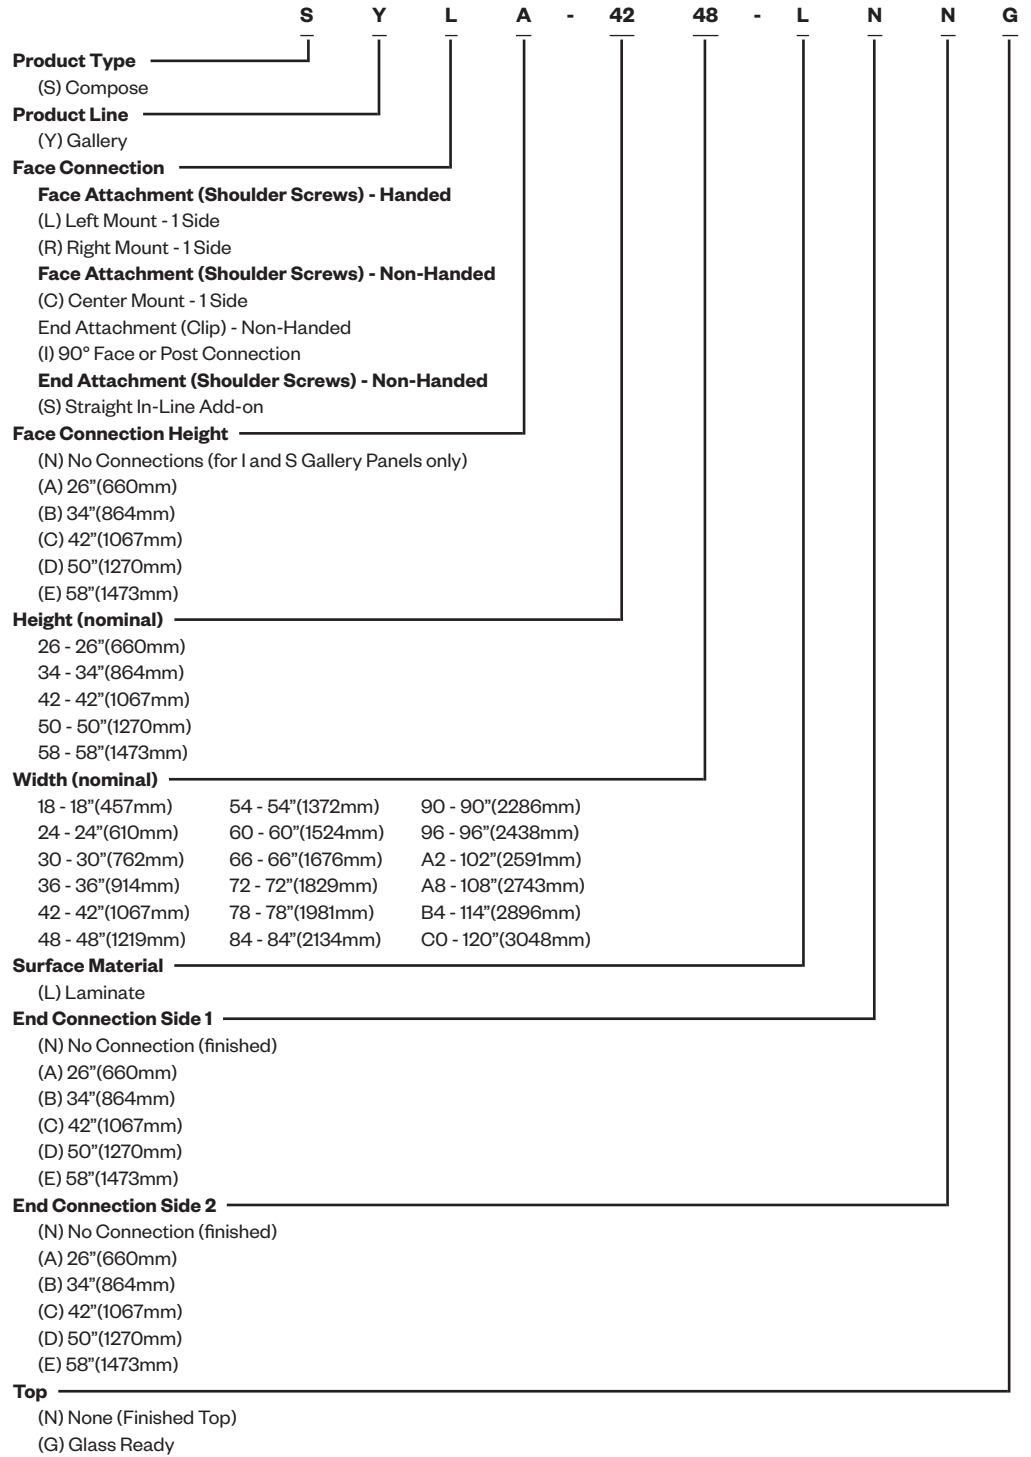 S Y L A - 42 48 - L N N G
Product Type
(S) Compose
Product Line
(Y) Gallery
Face Connection
Face Attachment (Shoulder Screws) - Handed
(L) Left Mount - 1 Side
(R) Right Mount - 1 Side
Face Attachment (Shoulder Screws) - Non-Handed
(C) Center Mount - 1 Side
End Attachment (Clip) - Non-Handed
(I) 90° Face or Post Connection
End Attachment (Shoulder Screws) - Non-Handed
(S) Straight In-Line Add-on
Face Connection Height
(N) No Connections (for I and S Gallery Panels only)
(A) 26”(660mm)
(B) 34”(864mm)
(C) 42”(1067mm)
(D) 50”(1270mm)
(E) 58”(1473mm)
Height (nominal)
26 - 26”(660mm)
34 - 34”(864mm)
42 - 42”(1067mm)
50 - 50”(1270mm)
58 - 58”(1473mm)
Width (nominal)
18 - 18”(457mm) 54 - 54”(1372mm) 90 - 90”(2286mm)
24 - 24”(610mm) 60 - 60”(1524mm) 96 - 96”(2438mm)
30 - 30”(762mm) 66 - 66”(1676mm) A2 - 102”(2591mm)
36 - 36”(914mm) 72 - 72”(1829mm) A8 - 108”(2743mm)
42 - 42”(1067mm) 78 - 78”(1981mm) B4 - 114”(2896mm)
48 - 48”(1219mm) 84 - 84”(2134mm) C0 - 120”(3048mm)
Surface Material
(L) Laminate
End Connection Side 1
(N) No Connection (finished)
(A) 26”(660mm)
(B) 34”(864mm)
(C) 42”(1067mm)
(D) 50”(1270mm)
(E) 58”(1473mm)
End Connection Side 2
(N) No Connection (finished)
(A) 26”(660mm)
(B) 34”(864mm)
(C) 42”(1067mm)
(D) 50”(1270mm)
(E) 58”(1473mm)
Top
(N) None (Finished Top)
(G) Glass Ready